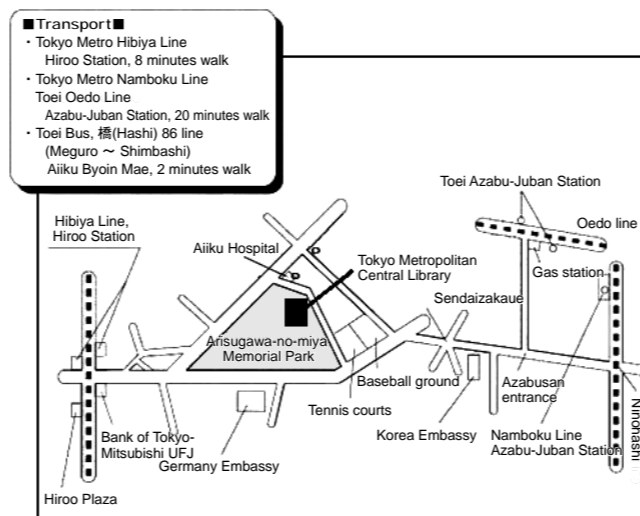 ■Transport■
・Tokyo Metro Hibiya Line
Hiroo Station, 8 minutes walk
・Tokyo Metro Namboku Line
Toei Oedo Line
Azabu-Juban Station, 20 minutes walk
・Toei Bus, 橋(Hashi) 86 line
(Meguro ～ Shimbashi)
Aiiku Byoin Mae, 2 minutes walk
Toei Azabu-Juban Station
Hibiya Line,
Hiroo Station
Oedo line
Aiiku Hospital
Tokyo Metropolitan
Central Library
Gas station
Sendaizakaue
Arisugawa-no-miya
Memorial Park
Baseball ground
Tennis courts
Azabusan
entrance
Ninohashi
Bank of Tokyo-
Mitsubishi UFJ
Germany Embassy
Korea Embassy
Namboku Line
Azabu-Juban Station
Hiroo Plaza